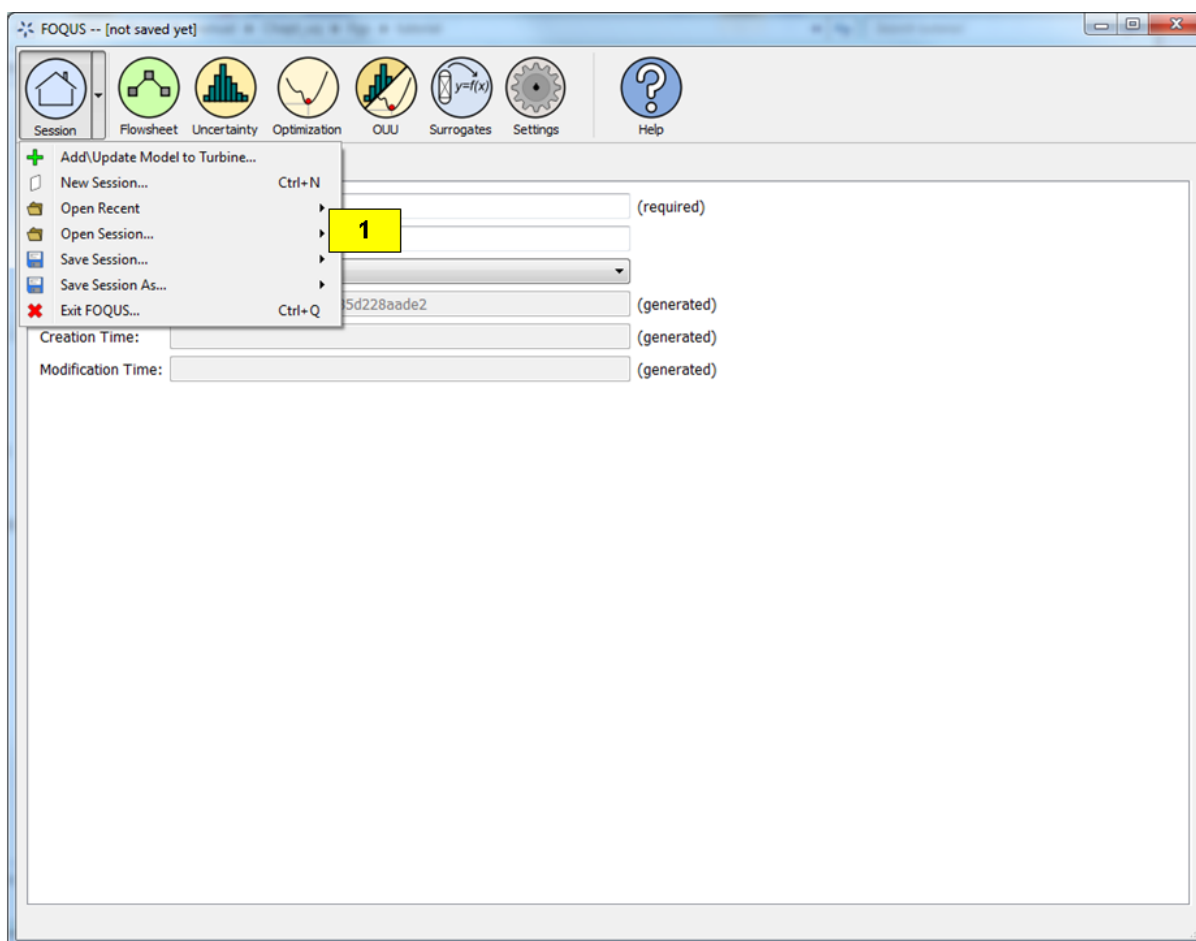 FOQUS -- [not saved yet]
y=f(x)
Session Flowsheet Uncertainty Optimization OUU Surrogates Settings Help
Add\Update Model to Turbine...
New Session... Ctrl+N
Open Recent (required)
Open Session... 1
Save Session...
Save Session As...
Exit FOQUS... Ctrl+Q 35d228aade2 (generated)
Creation Time: (generated)
Modification Time: (generated)